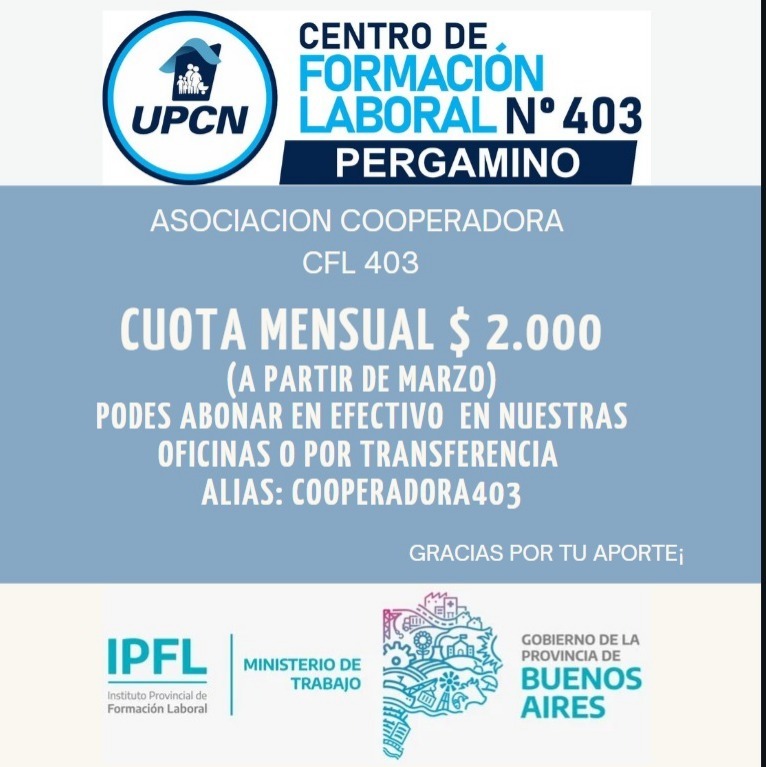 UPCN
CENTRO DE
FORMACIÓN
LABORAL Nº 403
PERGAMINO
ASOCIACION COOPERADORA
CFL 403
CUOTA MENSUAL $ 2.000
(A PARTIR DE MARZO)
PODES ABONAR EN EFECTIVO EN NUESTRAS
OFICINAS O POR TRANSFERENCIA
ALIAS: COOPERADORA403
GRACIAS POR TU APORTE¡
IPFL
Instituto Provincial de
Formación Laboral
MINISTERIO DE
TRABAJO
GOBIERNO DE LA
PROVINCIA DE
BUENOS
AIRES